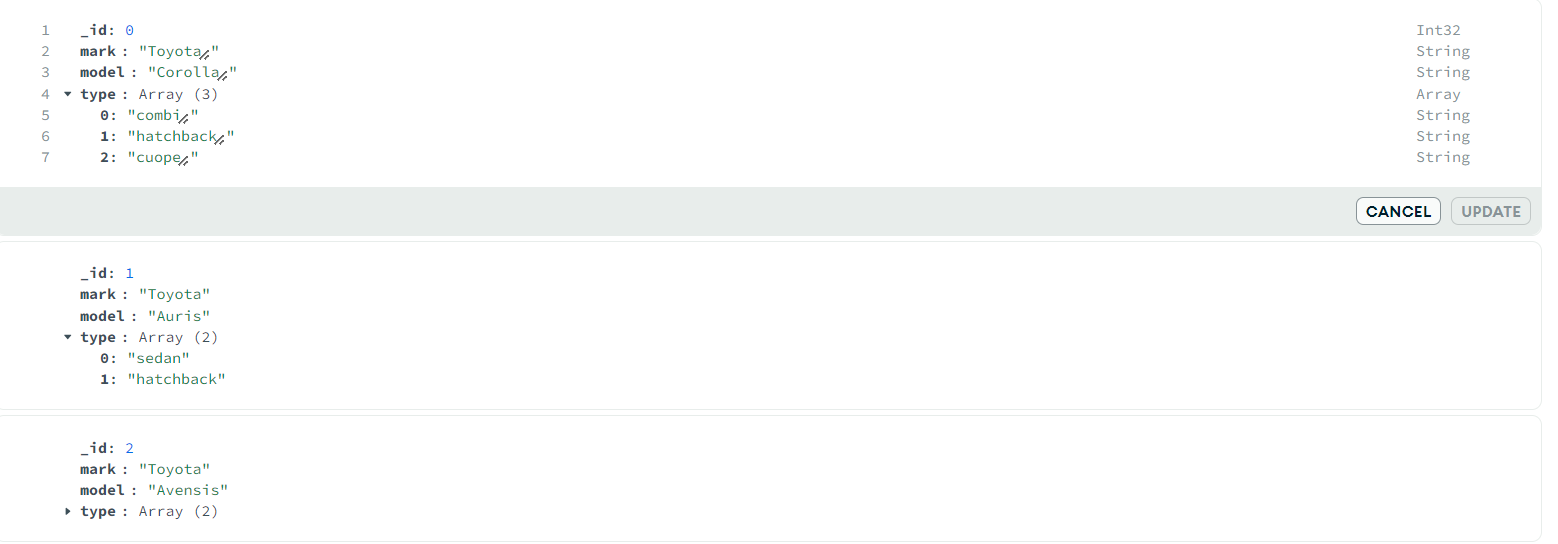 1 _id: 0 Int32
2 mark : "Toyota" String
3 model : "Corolla" String
4 type : Array (3) Array
5 0: "combi" String
6 1: "hatchback" String
7 2: "cuope" String
CANCEL UPDATE
_id: 1
mark : "Toyota"
model : "Auris"
type : Array (2)
0: "sedan"
1: "hatchback"
_id: 2
mark : "Toyota"
model : "Avensis"
type : Array (2)